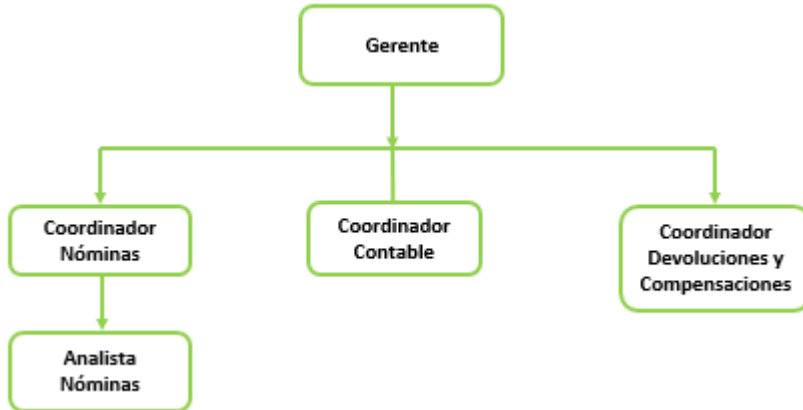 Gerente
Coordinador
Nóminas
Coordinador
Contable
Coordinador
Devoluciones y
Compensaciones
Analista
Nóminas